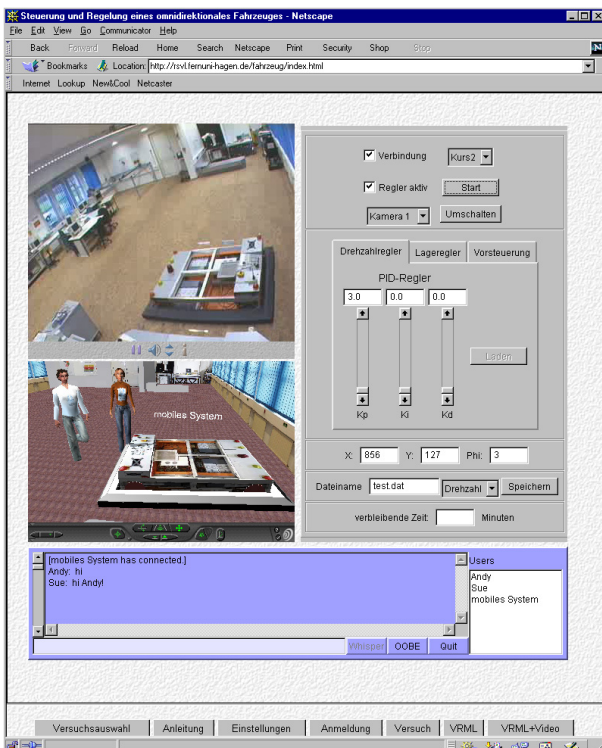 Steuerung und Regelung eines omnidirektionales Fahrzeuges - Netscape
File Edit View Go Communicator Help
Back Forward Reload Home Search Netscape Print Security Shop Stop
Bookmarks Location: http://rsvl.fernuni-hagen.de/fahrzeug/index.html
Internet Lookup New&Cool Netcaster
Verbindung Kurs2
Regler aktiv Start
Kamera 1 Umschalten
Drehzahlregler Lageregler Vorsteuerung
PID-Regler
3.0 0.0 0.0
Laden
Kp Ki Kd
mobiles System
X: 856 Y: 127 Phi: 3
Dateiname test.dat Drehzahl Speichern
verbleibende Zeit: Minuten
[mobiles System has connected.]
Andy: hi
Sue: hi Andy!
Users
Andy
Sue
mobiles System
Whisper OOBE Quit
Versuchsauswahl Anleitung Einstellungen Anmeldung Versuch VRML VRML+Video